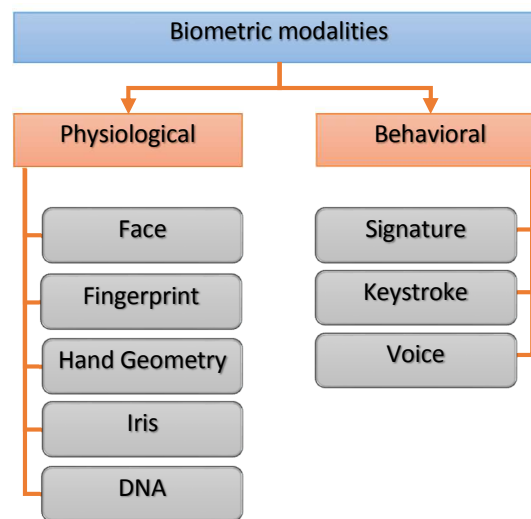 Biometric modalities
Physiological
Behavioral
Face
Fingerprint
Hand Geometry
Iris
DNA
Signature
Keystroke
Voice